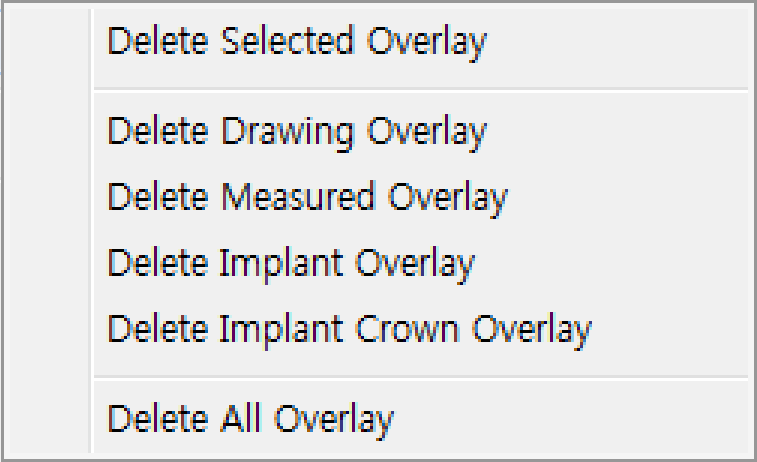 Delete Selected Overlay
Delete Drawing Overlay
Delete Measured Overlay
Delete Implant Overlay
Delete Implant Crown Overlay
Delete All Overlay